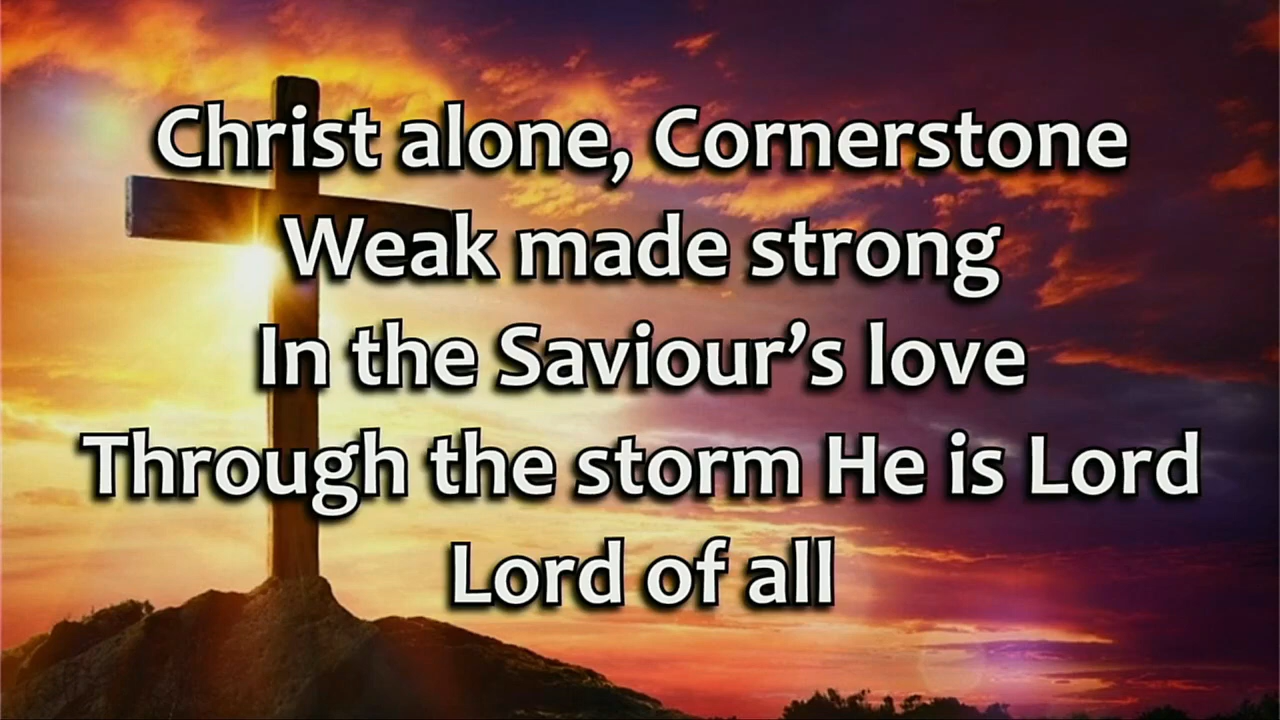 Christ alone, Cornerstone
Weak made strong
In the Saviour’s love
Through the storm He is Lord
Lord of all